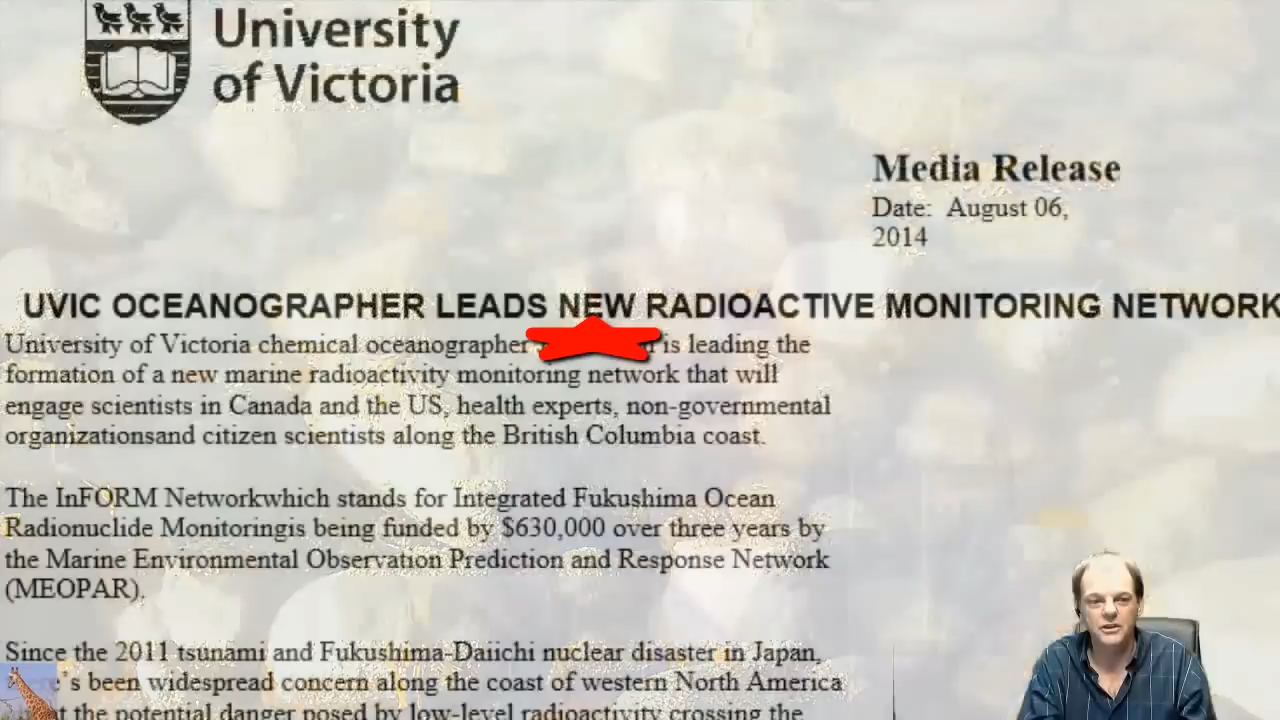 University
of Victoria
Media Release
Date: August 06,
2014
UVIC OCEANOGRAPHER LEADS NEW RADIOACTIVE MONITORING NETWORK
University of Victoria chemical oceanographer is leading the
formation of a new marine radioactivity monitoring network that will
engage scientists in Canada and the US, health experts, non-governmental
organizationsand citizen scientists along the British Columbia coast.
The InFORM Networkwhich stands for Integrated Fukushima Ocean
Radionuclide Monitoringis being funded by $630,000 over three years by
the Marine Environmental Observation Prediction and Response Network
(MEOPAR).
Since the 2011 tsunami and Fukushima-Daiichi nuclear disaster in Japan,
been widespread concern along the coast of western North America
the potential danger posed by low-level radioactivity crossing the